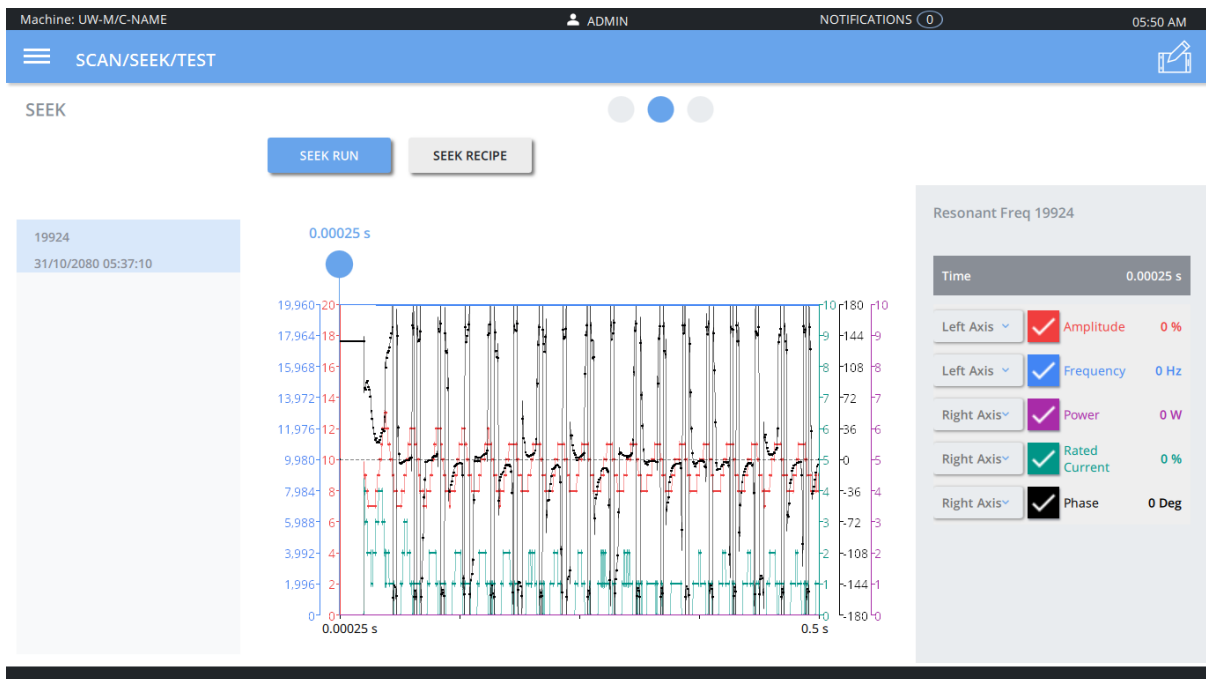 Machine: UW-M/C-NAME
ADMIN
NOTIFICATIONS 0
05:50 AM
SCAN/SEEK/TEST
SEEK
SEEK RUN
SEEK RECIPE
19924
31/10/2080 05:37:10
0.00025 s
19,960 20 10 180 10
17,964 18 9 144 9
15,968 16 8 108 8
13,972 14 7 72 7
11,976 12 6 36 6
9,980 10 5 0 5
7,984 8 4 -36 4
5,988 6 3 -72 3
3,992 4 2 -108 2
1,996 2 1 -144 1
0 0 0 -180 0
0.00025 s 0.5 s
Resonant Freq 19924
Time 0.00025 s
Left Axis Amplitude 0 %
Left Axis Frequency 0 Hz
Right Axis Power 0 W
Right Axis Rated Current 0 %
Right Axis Phase 0 Deg